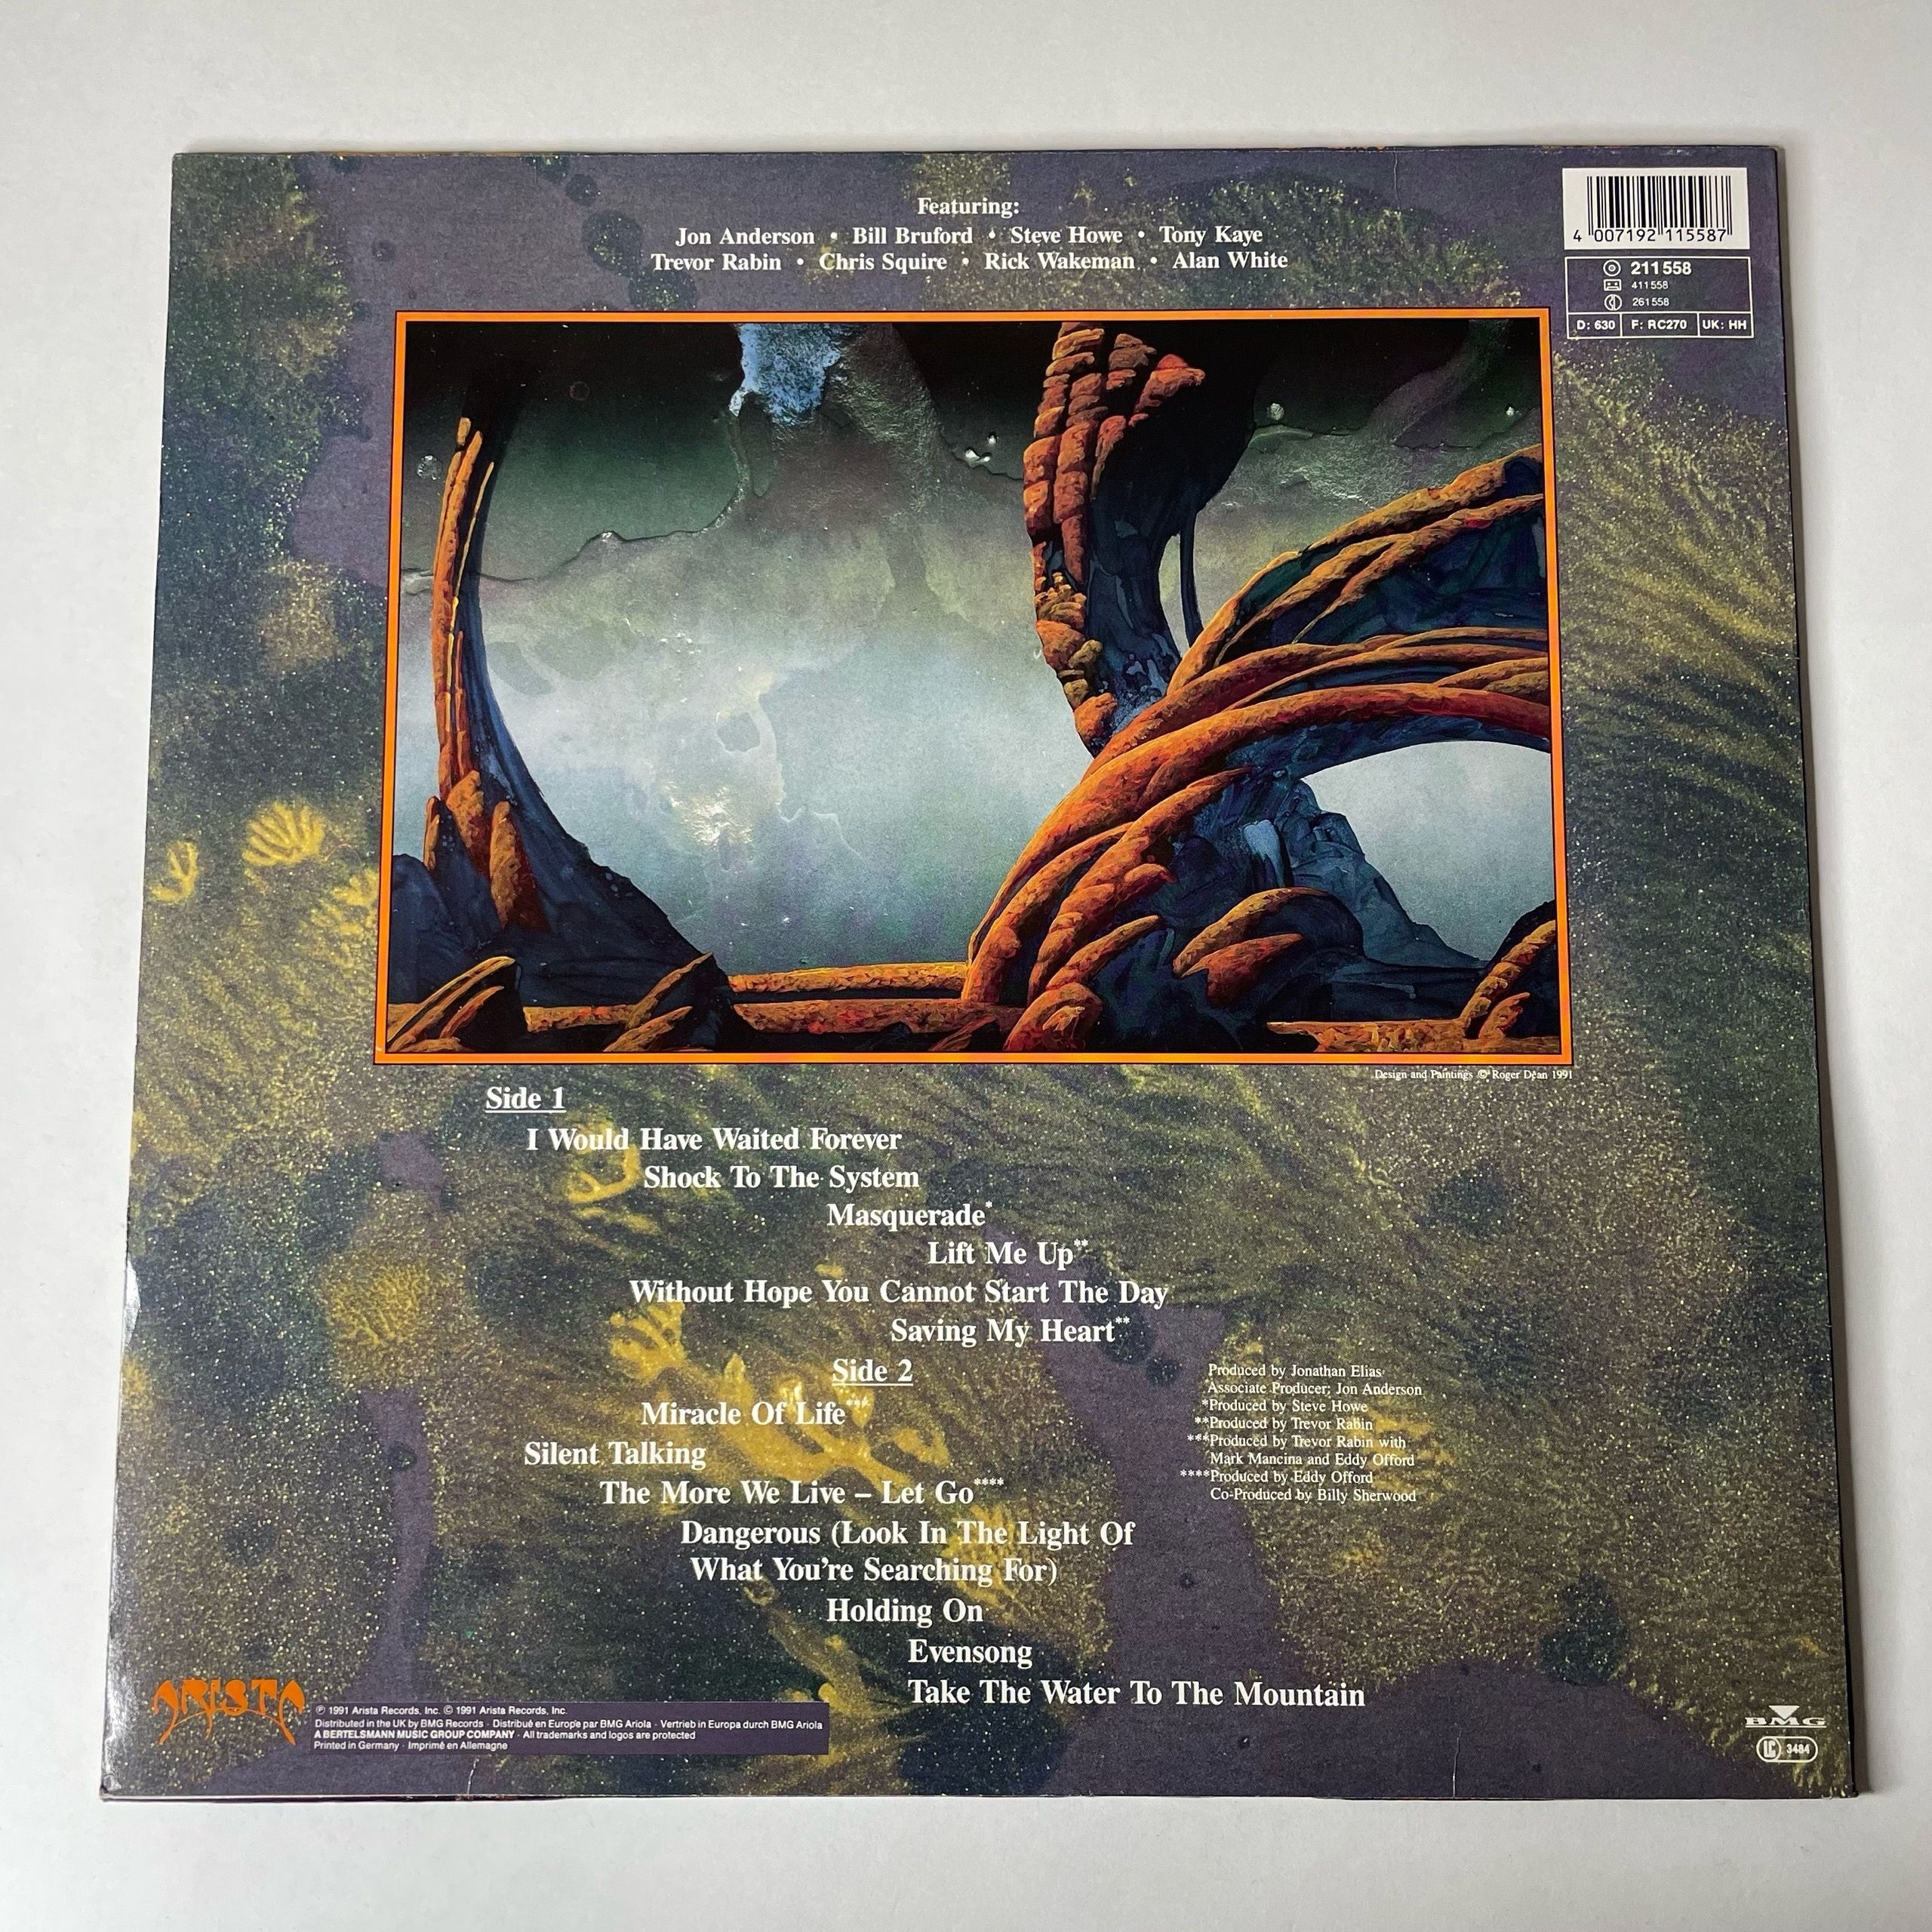 Featuring:
Jon Anderson • Bill Bruford • Steve Howe • Tony Kaye
Trevor Rabin • Chris Squire • Rick Wakeman • Alan White
4 007192 115587
211558
411558
261558
D: 630 F: RC270 UK: HH
Design and Paintings © Roger Dean 1991
Side 1
I Would Have Waited Forever
Shock To The System
Masquerade*
Lift Me Up**
Without Hope You Cannot Start The Day
Saving My Heart**
Side 2
Miracle Of Life***
Silent Talking
The More We Live – Let Go****
Dangerous (Look In The Light Of
What You're Searching For)
Holding On
Evensong
Take The Water To The Mountain
Produced by Jonathan Elias
Associate Producer: Jon Anderson
*Produced by Steve Howe
**Produced by Trevor Rabin
***Produced by Trevor Rabin with
Mark Mancina and Eddy Offord
****Produced by Eddy Offord
Co-Produced by Billy Sherwood
ARISTA
℗ 1991 Arista Records, Inc. © 1991 Arista Records, Inc.
Distributed in the UK by BMG Records · Distribué en Europe par BMG Ariola · Vertrieb in Europa durch BMG Ariola
A BERTELSMANN MUSIC GROUP COMPANY · All trademarks and logos are protected
Printed in Germany · Imprimé en Allemagne
BMG
LC 3484